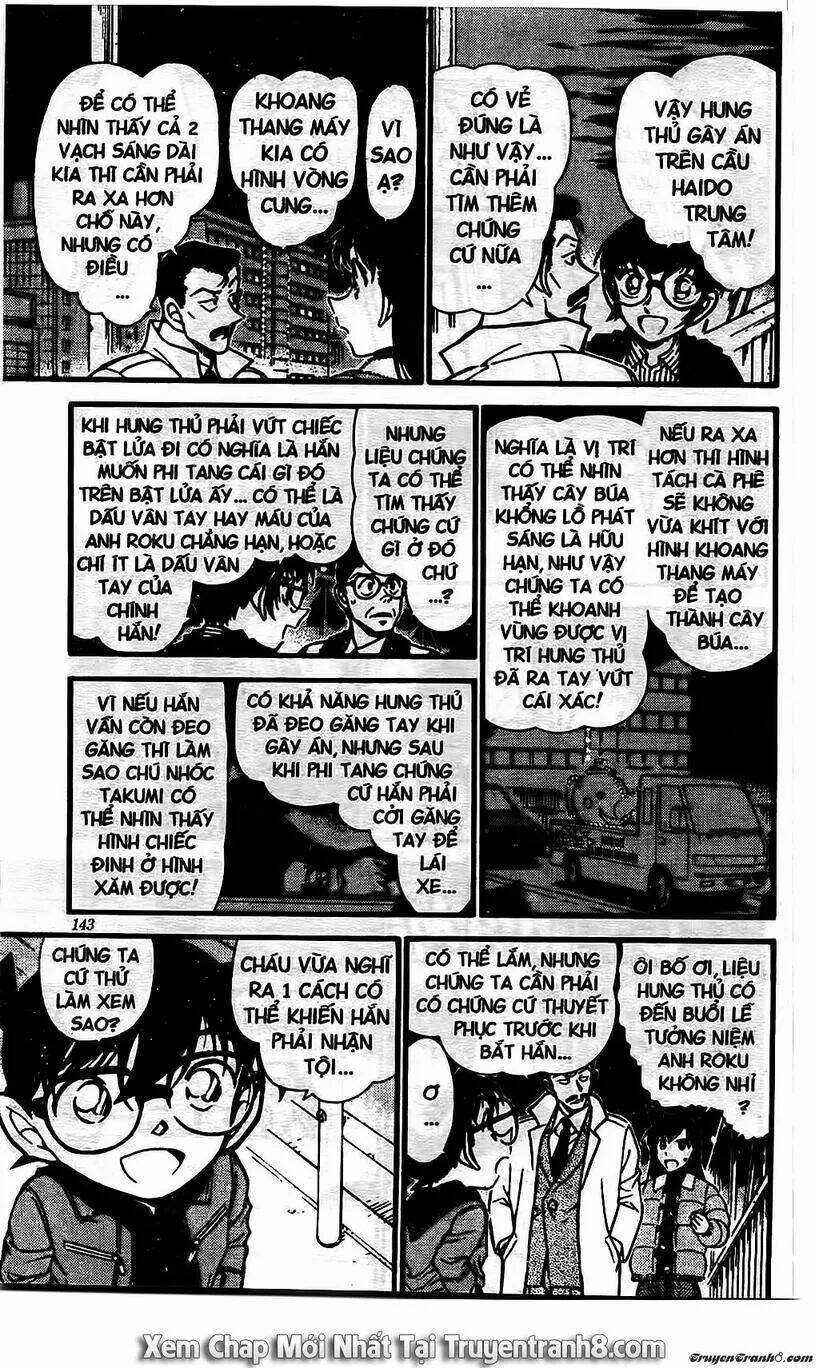 VẬY HUNG
THỦ GÂY ÁN
TRÊN CẦU
HAIDO
TRUNG
TÂM!
CÓ VẺ
ĐÚNG LÀ
NHƯ VẬY...
CẦN PHẢI
TÌM THÊM
CHỨNG
CỨ NỮA
...
VÌ
SAO
Ạ?
KHOANG
THANG MÁY
KIA CÓ
HÌNH VÒNG
CUNG...
ĐỂ CÓ THỂ
NHÌN THẤY CẢ 2
VẠCH SÁNG DÀI
KIA THÌ CẦN PHẢI
RA XA HƠN
CHỖ NÀY,
NHƯNG CÓ
ĐIỀU
...
NẾU RA XA
HƠN THÌ HÌNH
TÁCH CÀ PHÊ
SẼ KHÔNG
VỪA KHÍT VỚI
HÌNH KHOANG
THANG MÁY
ĐỂ TẠO
THÀNH CÂY
BÚA...
NGHĨA LÀ VỊ TRÍ
CÓ THỂ NHÌN
THẤY CÂY BÚA
KHỔNG LỒ PHÁT
SÁNG LÀ HỮU
HẠN, NHƯ VẬY
CHÚNG TA CÓ
THỂ KHOANH
VÙNG ĐƯỢC VỊ
TRÍ HUNG THỦ
ĐÃ RA TAY VỨT
CÁI XÁC!
NHƯNG
LIỆU CHÚNG
TA CÓ THỂ
TÌM THẤY
CHỨNG CỨ
GÌ Ở ĐÓ
CHỨ
...?
KHI HUNG THỦ PHẢI VỨT CHIẾC
BẬT LỬA ĐI CÓ NGHĨA LÀ HẮN
MUỐN PHI TANG CÁI GÌ ĐÓ
TRÊN BẬT LỬA ẤY... CÓ THỂ LÀ
DẤU VÂN TAY HAY MÁU CỦA
ANH ROKU CHẲNG HẠN, HOẶC
CHÍ ÍT LÀ DẤU VÂN
TAY CỦA
CHÍNH
HẮN!
CÓ KHẢ NĂNG HUNG THỦ
ĐÃ ĐEO GĂNG TAY KHI
GÂY ÁN, NHƯNG SAU
KHI PHI TANG CHỨNG
CỨ HẮN PHẢI
CỞI GĂNG
TAY ĐỂ
LÁI
XE...
VÌ NẾU HẮN
VẪN CÒN ĐEO
GĂNG THÌ LÀM
SAO CHÚ NHÓC
TAKUMI CÓ
THỂ NHÌN THẤY
HÌNH CHIẾC
ĐINH Ở HÌNH
XĂM ĐƯỢC!
143
ÔI BỐ ƠI, LIỆU
HUNG THỦ CÓ
ĐẾN BUỔI LỄ
TƯỞNG NIỆM
ANH ROKU
KHÔNG NHỈ
?
CÓ THỂ LẮM, NHƯNG
CHÚNG TA CẦN PHẢI
CÓ CHỨNG CỨ THUYẾT
PHỤC TRƯỚC KHI
BẮT HẮN...
Ơ
...
CHÁU VỪA NGHĨ
RA 1 CÁCH CÓ
THỂ KHIẾN HẮN
PHẢI NHẬN
TỘI...
CHÚNG TA
CỨ THỬ
LÀM XEM
SAO?
Xem Chap Mới Nhất Tại Truyentranh8.com
TruyenTranh8.com